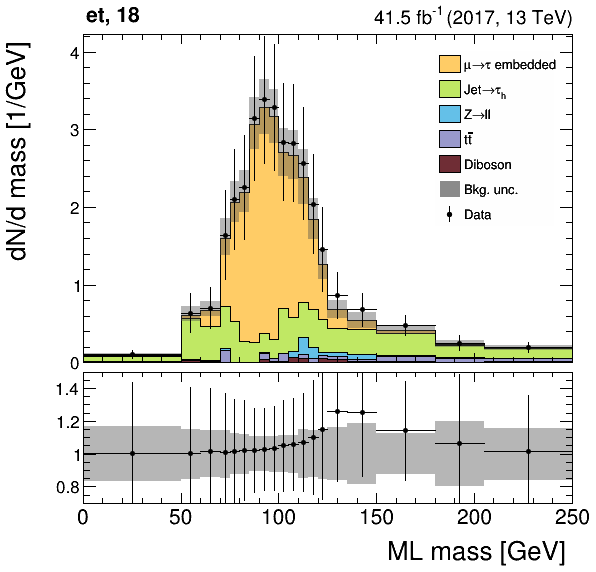 et, 18
41.5 fb⁻¹ (2017, 13 TeV)
dN/d mass [1/GeV]
4
3
2
1
0
μ→τ embedded
Jet→τₕ
Z→ll
tt̄
Diboson
Bkg. unc.
Data
1.4
1.2
1
0.8
0 50 100 150 200 250
ML mass [GeV]